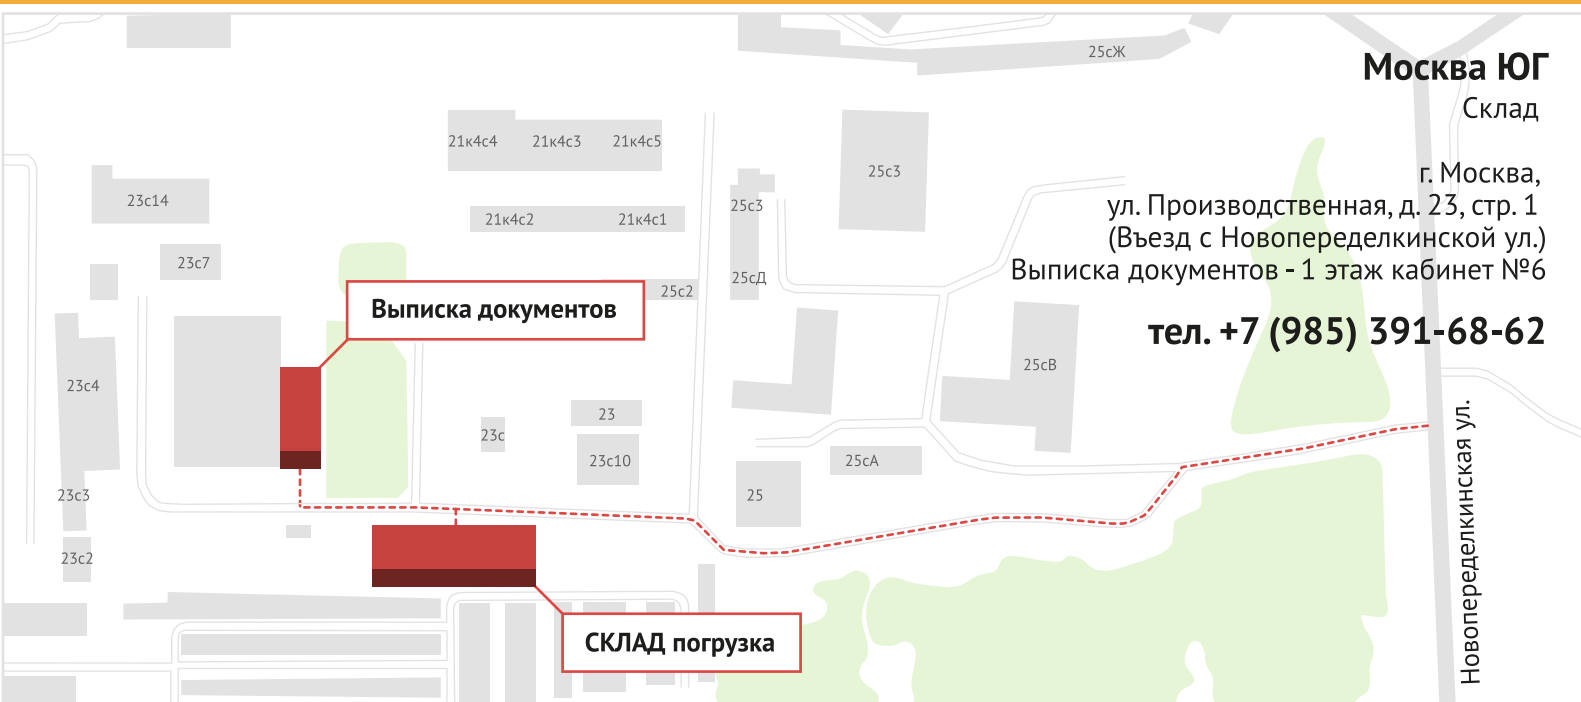 25сЖ
Москва ЮГ
Склад
21к4с4
21к4с3
21к4с5
25с3
г. Москва,
23с14
25с3
ул. Производственная, д. 23, стр. 1
21к4с2
21к4с1
(Въезд с Новопеределкинской ул.)
23с7
25сД
Выписка документов - 1 этаж кабинет №6
25с2
Выписка документов
тел. +7 (985) 391-68-62
25сВ
23с4
23
23с
23с10
25сА
23с3
25
Новопеределкинская ул.
23с2
СКЛАД погрузка